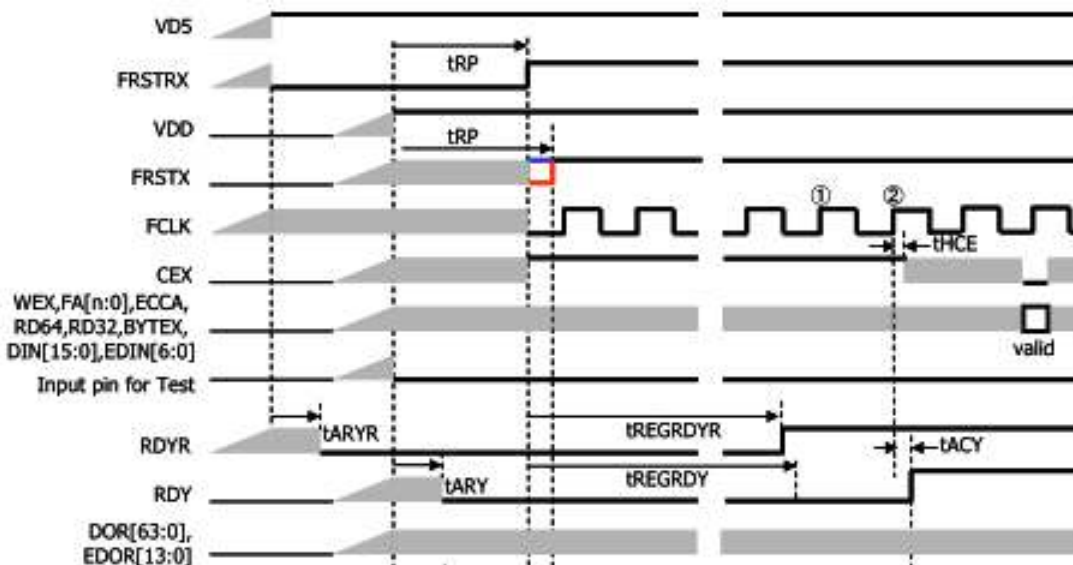 VD5
tRP
FRSTRX
VDD
tRP
FRSTX
① ②
FCLK
tHCE
CEX
WEX,FA[n:0],ECCA,
RD64,RD32,BYTEX,
DIN[15:0],EDIN[6:0]
valid
Input pin for Test
tARYR
tREGRDYR
RDYR
tACY
tARY
tREGRDY
RDY
DOR[63:0],
EDOR[13:0]